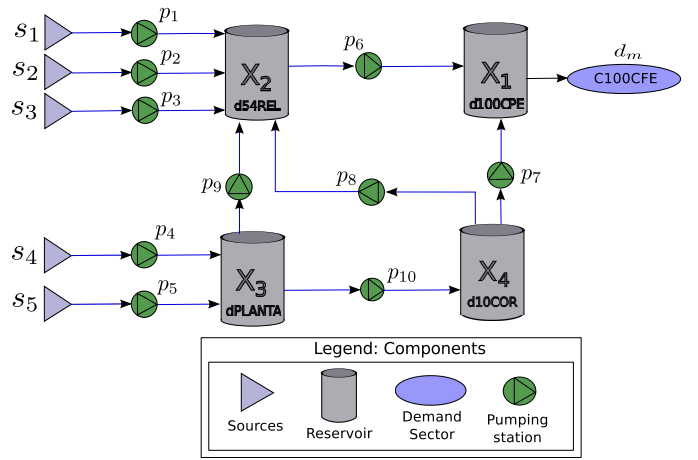 s1
p1
s2
p2
s3
p3
X2
d54REL
p6
X1
d100CPE
dm
C100CFE
p9
p8
p7
s4
p4
s5
p5
X3
dPLANTA
p10
X4
d10COR
Legend: Components
Sources
Reservoir
Demand
Sector
Pumping
station